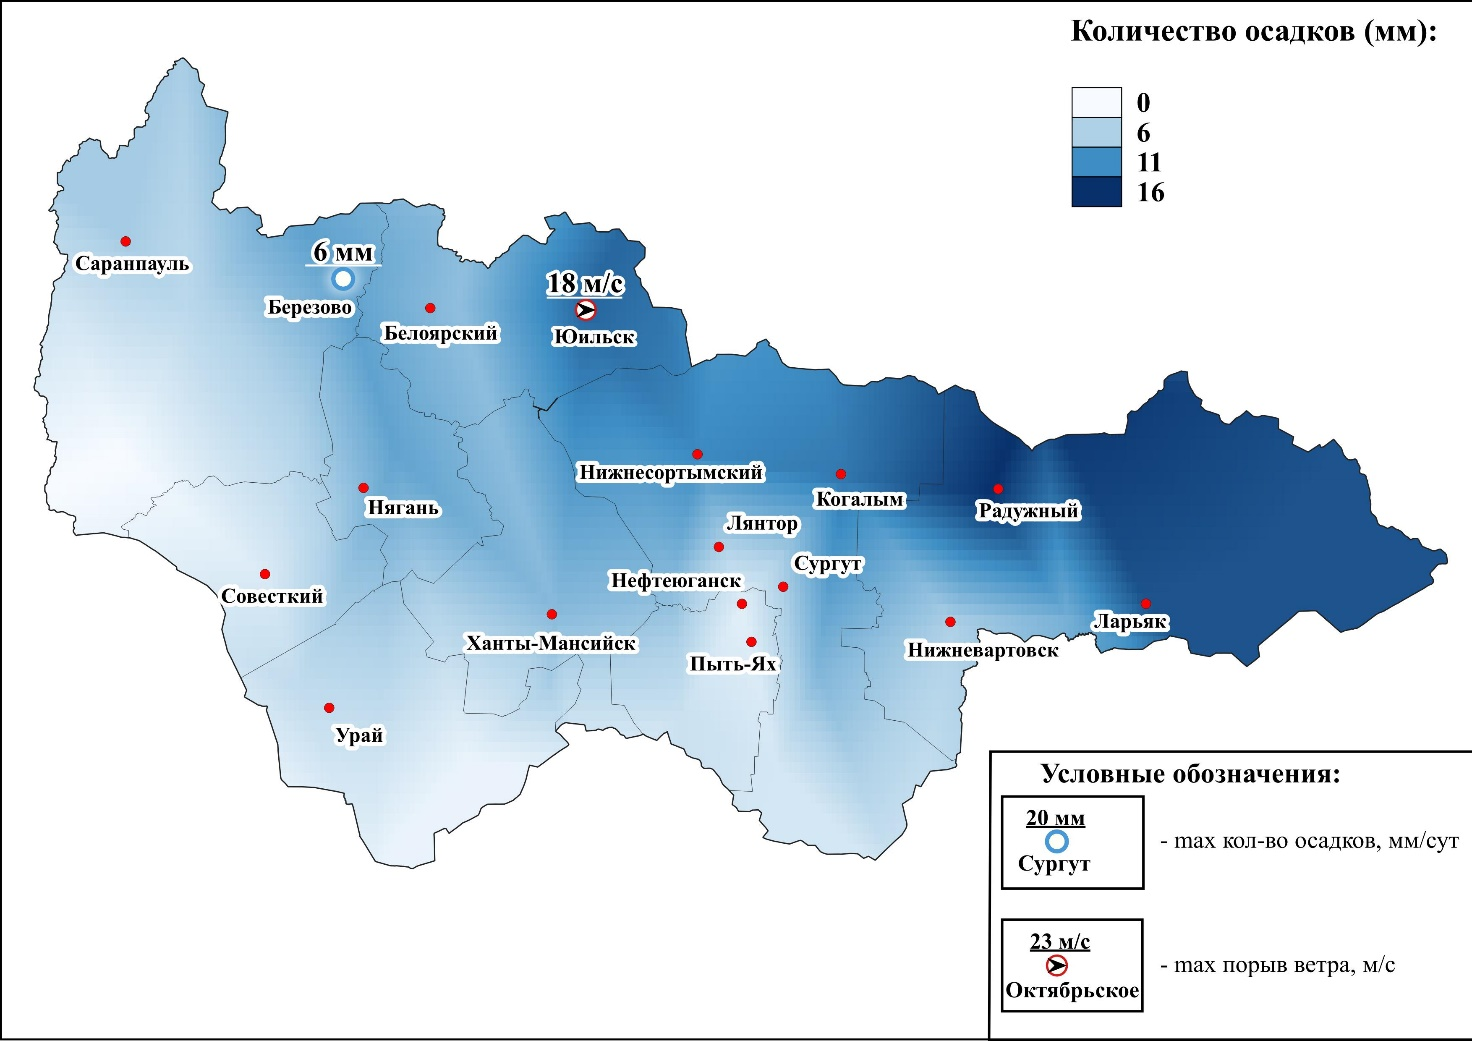 Количество осадков (мм):
0
6
11
16
6 мм
Саранпауль
18 м/с
Березово
Белоярский
Юильск
Нижнесортымский
Когалым
Нягань
Радужный
Лянтор
Сургут
Нефтеюганск
Совесткий
Ларьяк
Ханты-Мансийск
Нижневартовск
Пыть-Ях
Урай
Условные обозначения:
20 мм
Сургут
- max кол-во осадков, мм/сут
23 м/с
Октябрьское
- max порыв ветра, м/с